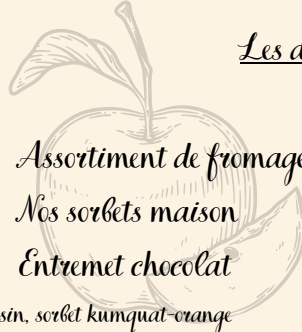 Les d
Assortiment de fromage
Nos sorbets maison
Entremet chocolat
sin, sorbet kumquat-orange